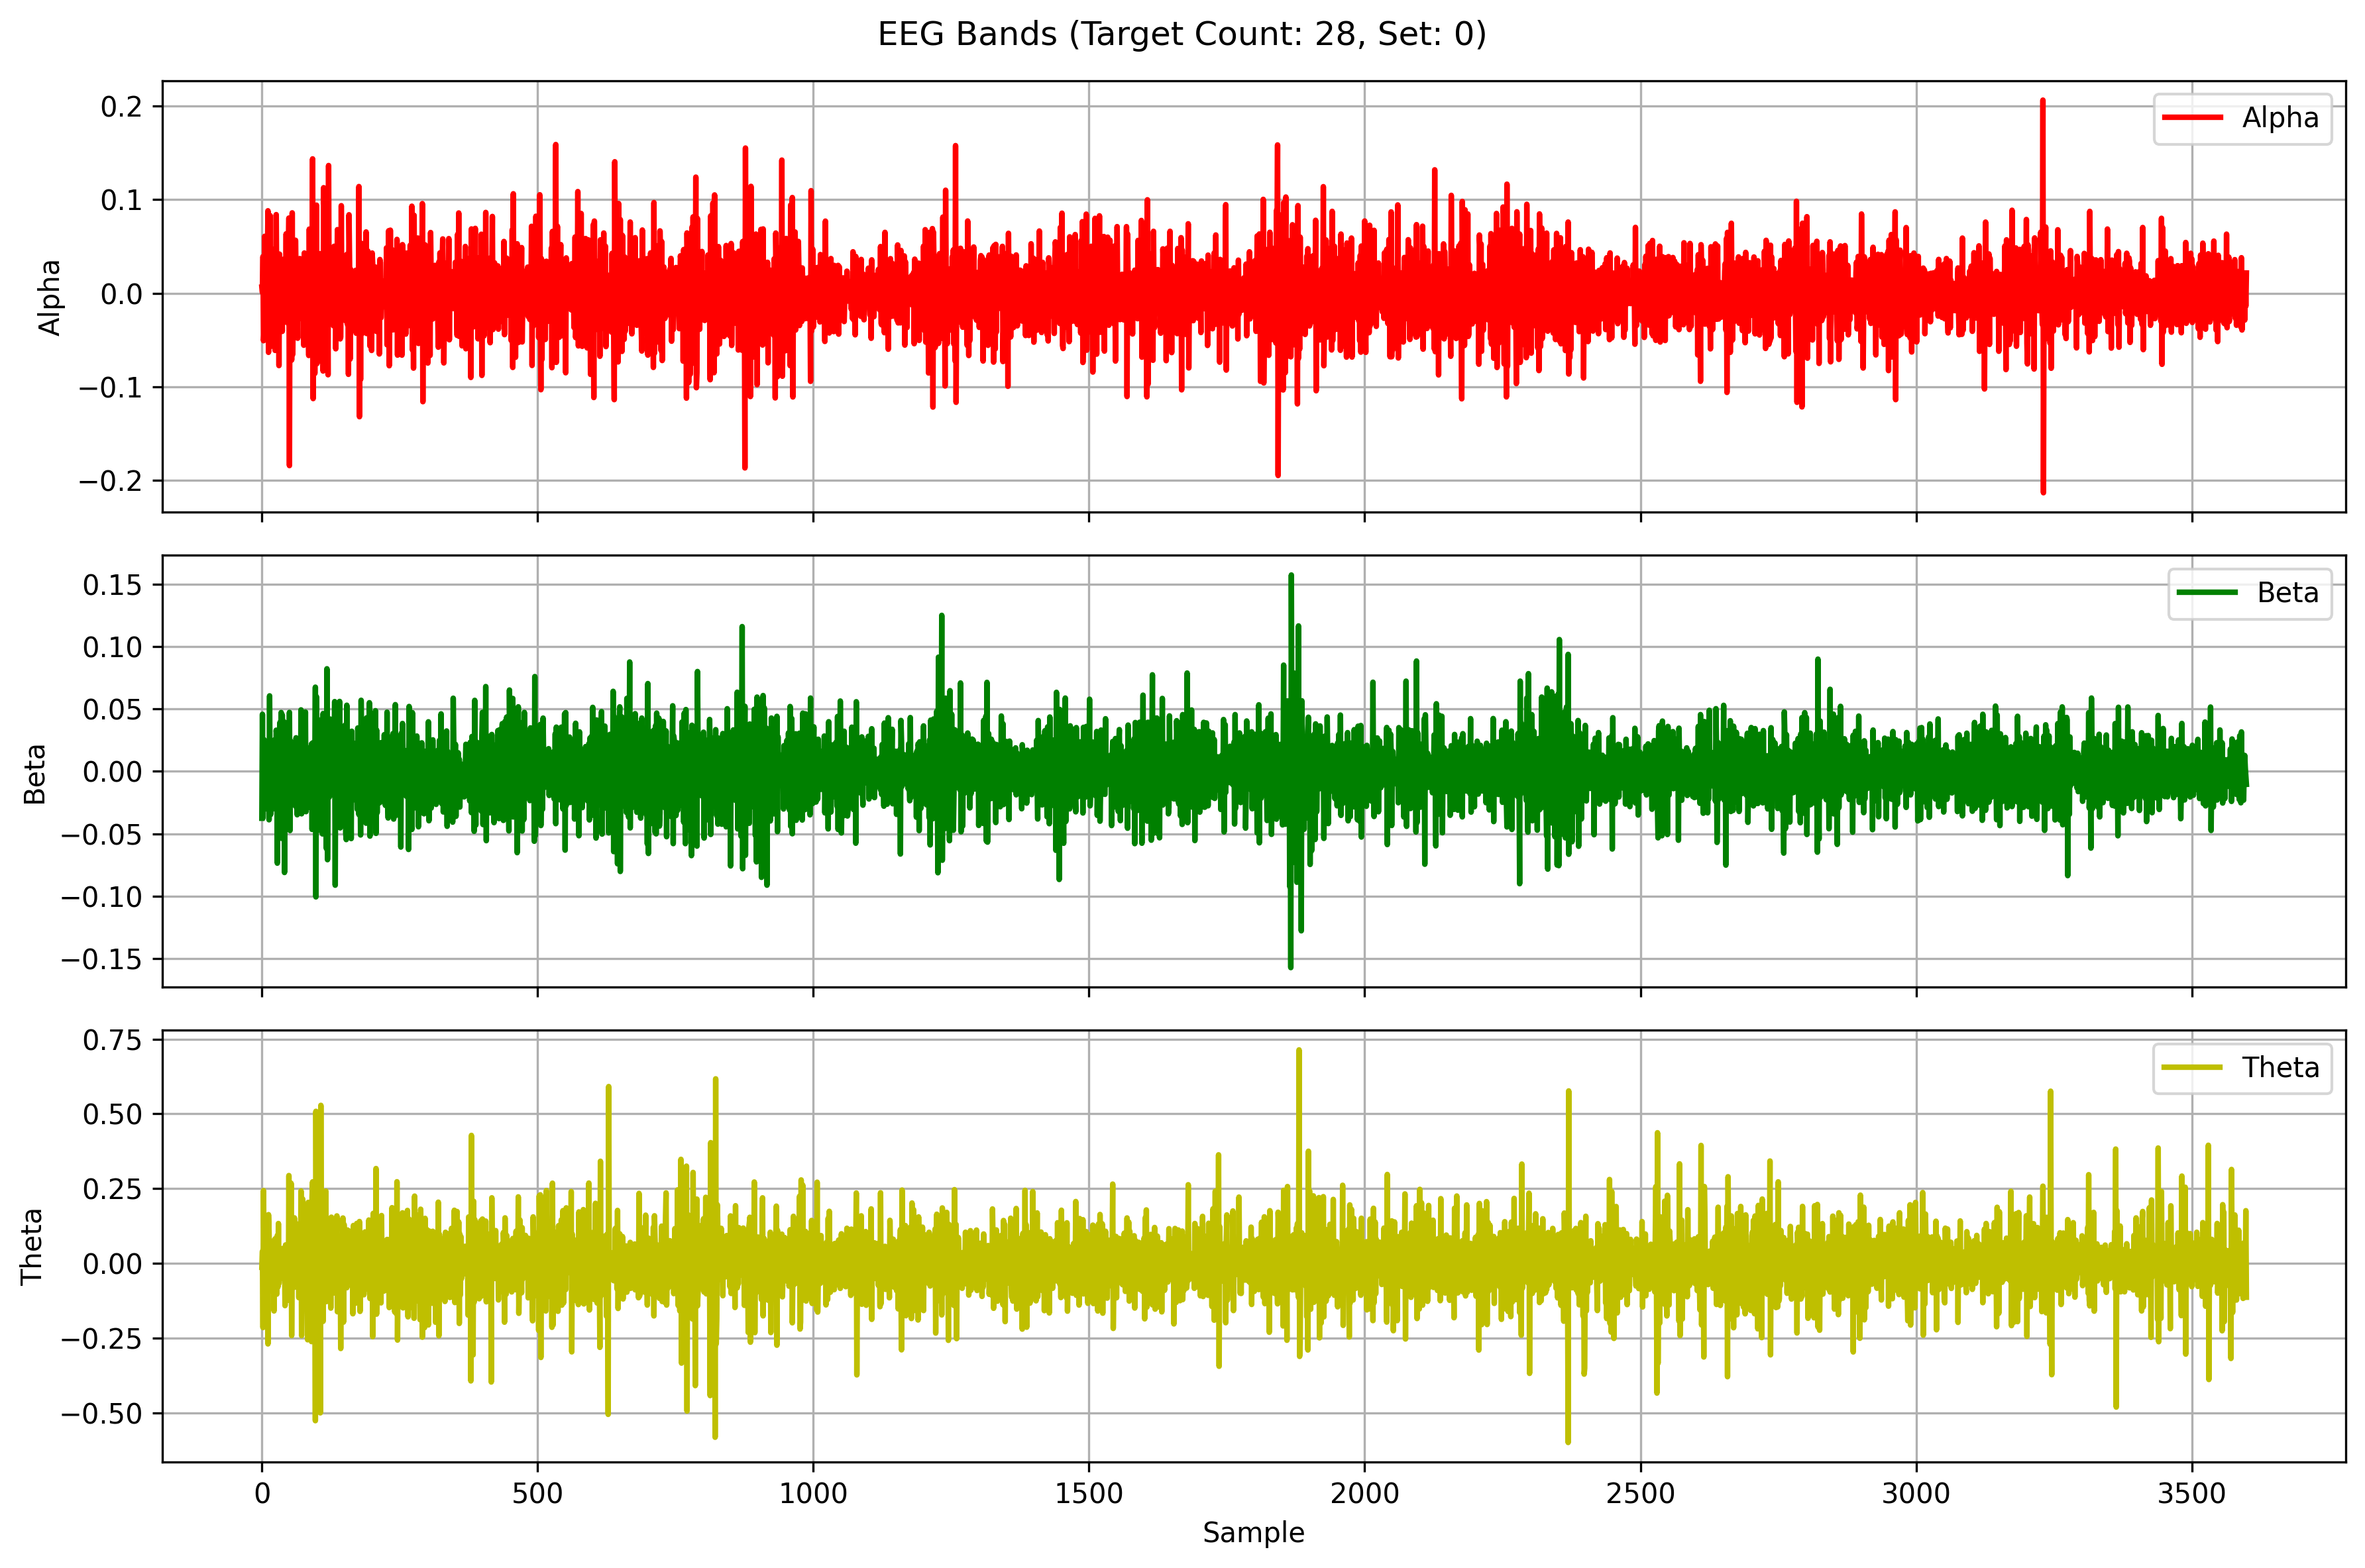 EEG Bands (Target Count: 28, Set: 0)
0.2
0.1
0.0
−0.1
−0.2
Alpha
Alpha
0.15
0.10
0.05
0.00
−0.05
−0.10
−0.15
Beta
Beta
0.75
0.50
0.25
0.00
−0.25
−0.50
Theta
Theta
0 500 1000 1500 2000 2500 3000 3500
Sample